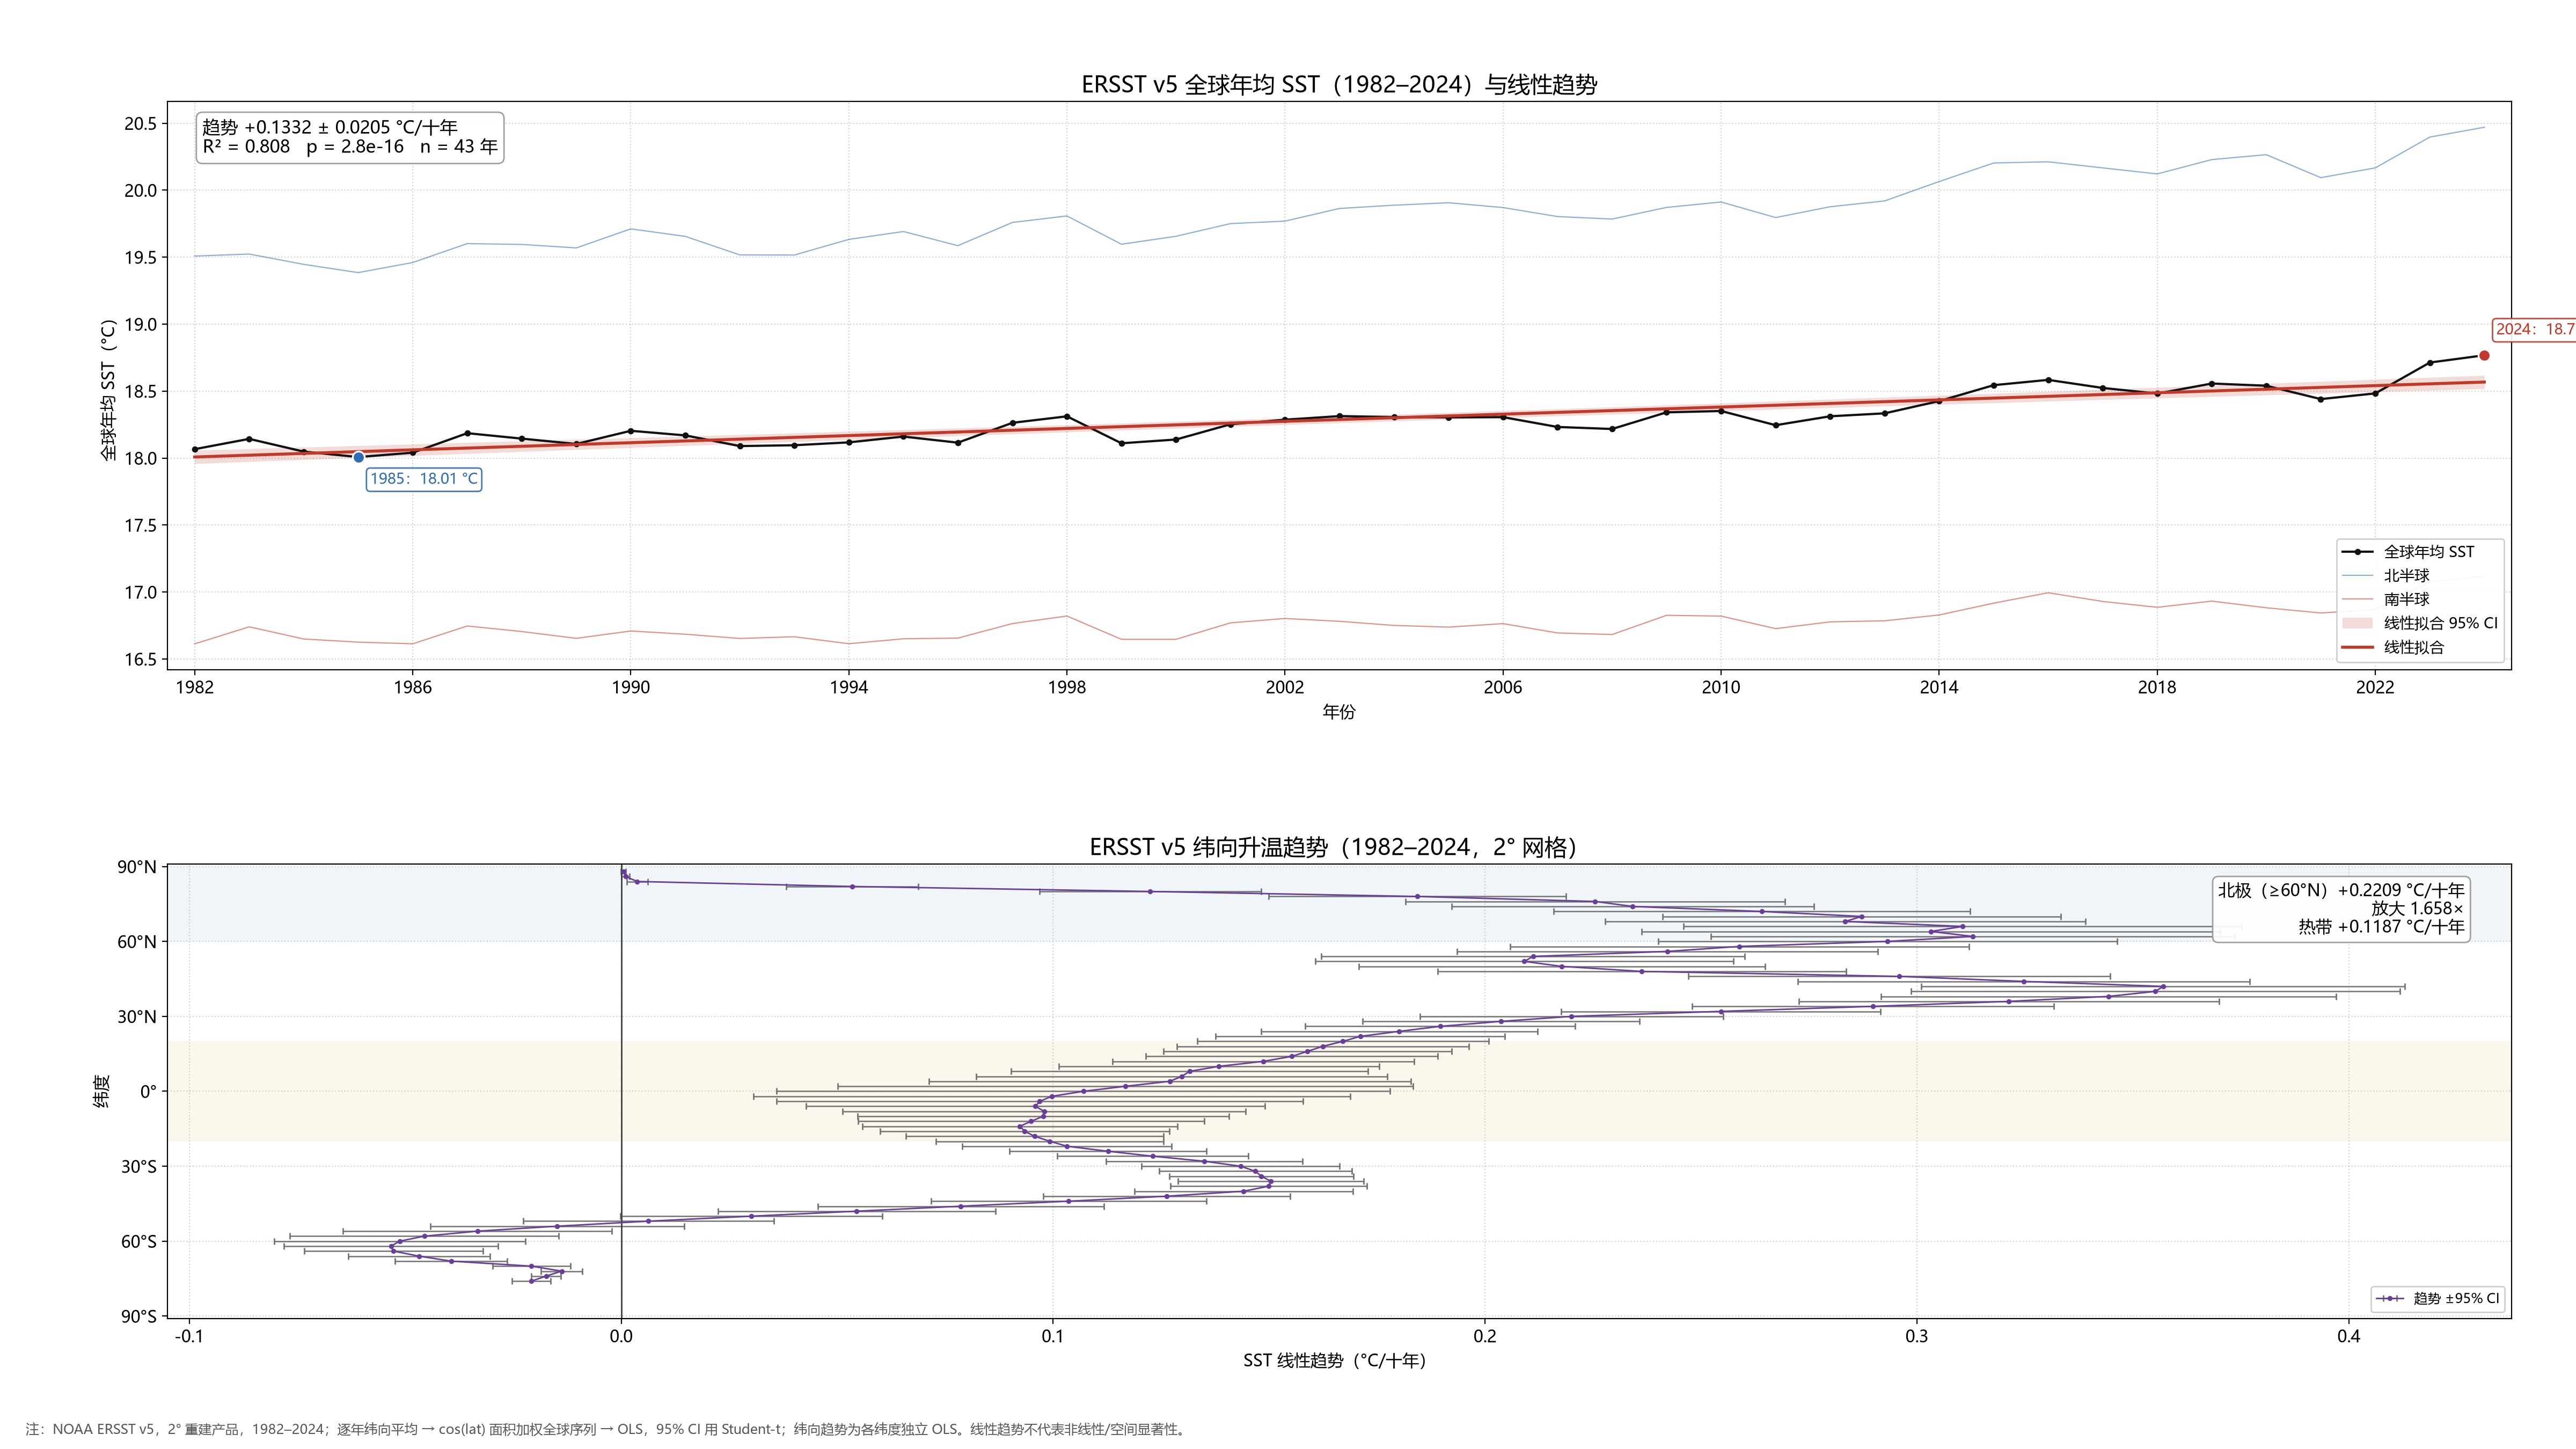 ERSST v5 全球年均 SST（1982–2024）与线性趋势
趋势 +0.1332 ± 0.0205 °C/十年
R² = 0.808 p = 2.8e-16 n = 43 年
全球年均 SST（°C）
20.5
20.0
19.5
19.0
18.5
18.0
17.5
17.0
16.5
2024：18.7
1985：18.01 °C
全球年均 SST
北半球
南半球
线性拟合 95% CI
线性拟合
1982
1986
1990
1994
1998
2002
2006
2010
2014
2018
2022
年份
ERSST v5 纬向升温趋势（1982–2024，2° 网格）
纬度
90°N
60°N
30°N
0°
30°S
60°S
90°S
北极（≥60°N）+0.2209 °C/十年
放大 1.658×
热带 +0.1187 °C/十年
趋势 ±95% CI
-0.1
0.0
0.1
0.2
0.3
0.4
SST 线性趋势（°C/十年）
注：NOAA ERSST v5，2° 重建产品，1982–2024；逐年纬向平均 → cos(lat) 面积加权全球序列 → OLS，95% CI 用 Student-t；纬向趋势为各纬度独立 OLS。线性趋势不代表非线性/空间显著性。